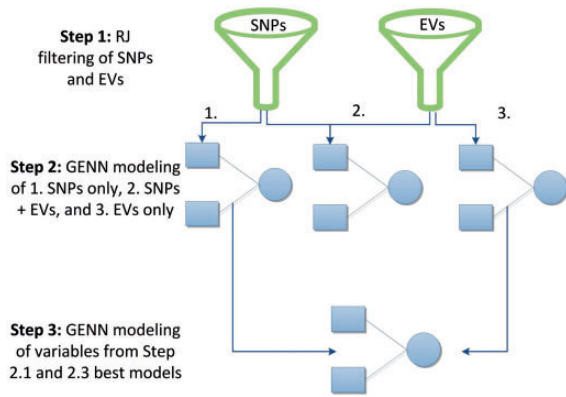 SNPs
EVs
Step 1: RJ
filtering of SNPs
and EVs
1.
2.
3.
Step 2: GENN modeling
of 1. SNPs only, 2. SNPs
+ EVs, and 3. EVs only
Step 3: GENN modeling
of variables from Step
2.1 and 2.3 best models